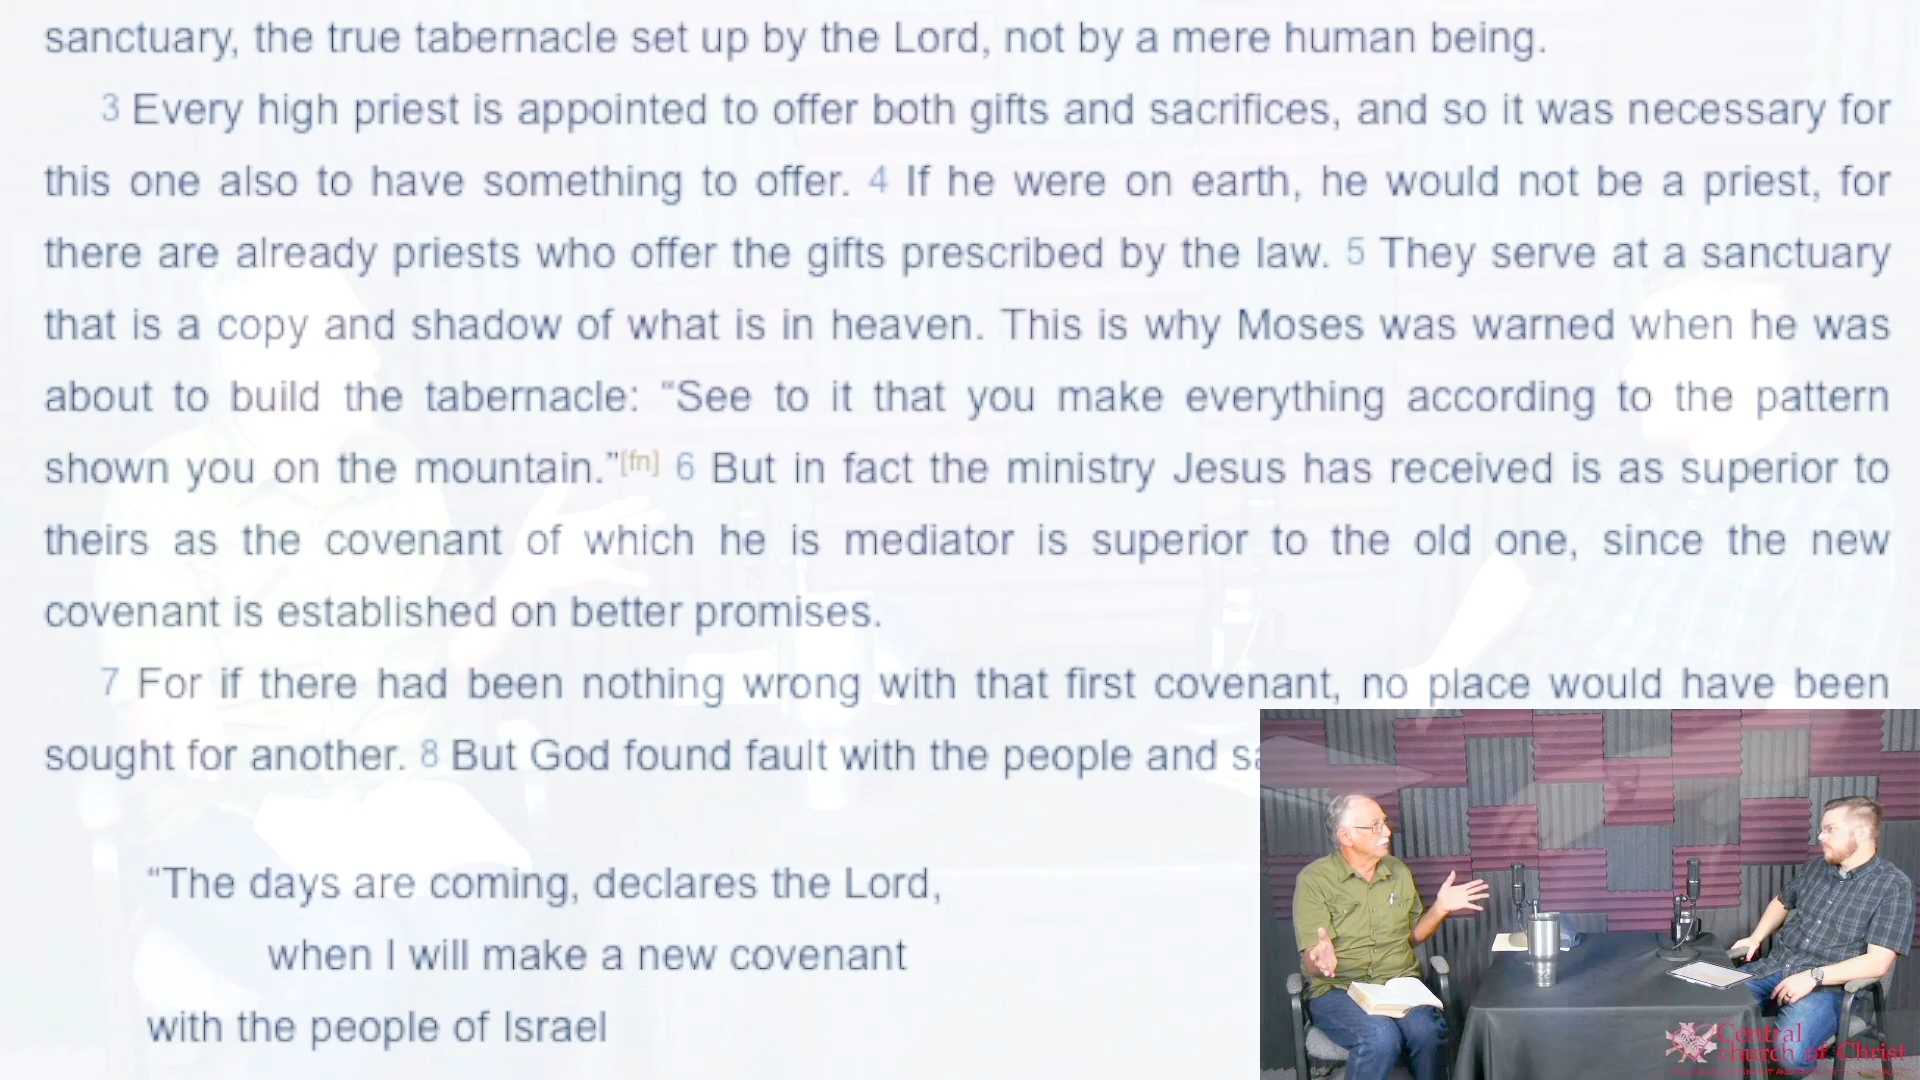 sanctuary, the true tabernacle set up by the Lord, not by a mere human being.
3 Every high priest is appointed to offer both gifts and sacrifices, and so it was necessary for
this one also to have something to offer. 4 If he were on earth, he would not be a priest, for
there are already priests who offer the gifts prescribed by the law. 5 They serve at a sanctuary
that is a copy and shadow of what is in heaven. This is why Moses was warned when he was
about to build the tabernacle: “See to it that you make everything according to the pattern
shown you on the mountain.”[fn] 6 But in fact the ministry Jesus has received is as superior to
theirs as the covenant of which he is mediator is superior to the old one, since the new
covenant is established on better promises.
7 For if there had been nothing wrong with that first covenant, no place would have been
sought for another. 8 But God found fault with the people and
“The days are coming, declares the Lord,
when I will make a new covenant
with the people of Israel
Central
church of Christ